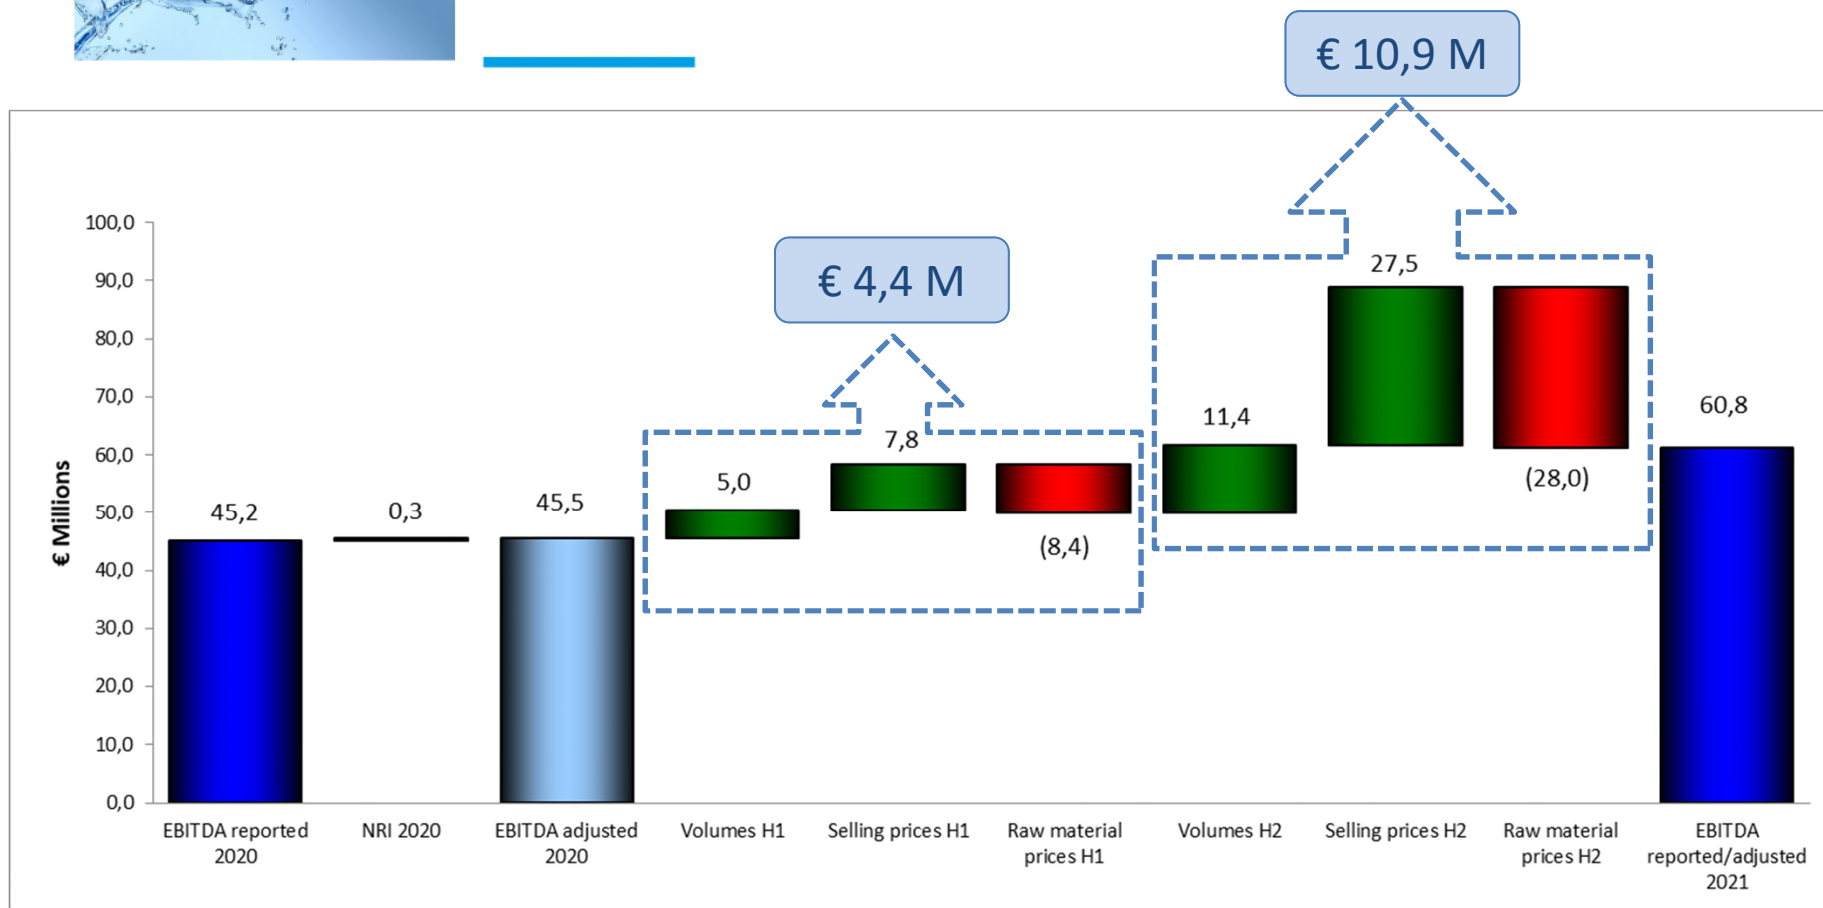 € 10,9 M
€ 4,4 M
€ Millions
100,0
90,0
80,0
70,0
60,0
50,0
40,0
30,0
20,0
10,0
0,0
45,2
0,3
45,5
5,0
7,8
(8,4)
11,4
27,5
(28,0)
60,8
EBITDA reported
2020
NRI 2020
EBITDA adjusted
2020
Volumes H1
Selling prices H1
Raw material
prices H1
Volumes H2
Selling prices H2
Raw material
prices H2
EBITDA
reported/adjusted
2021